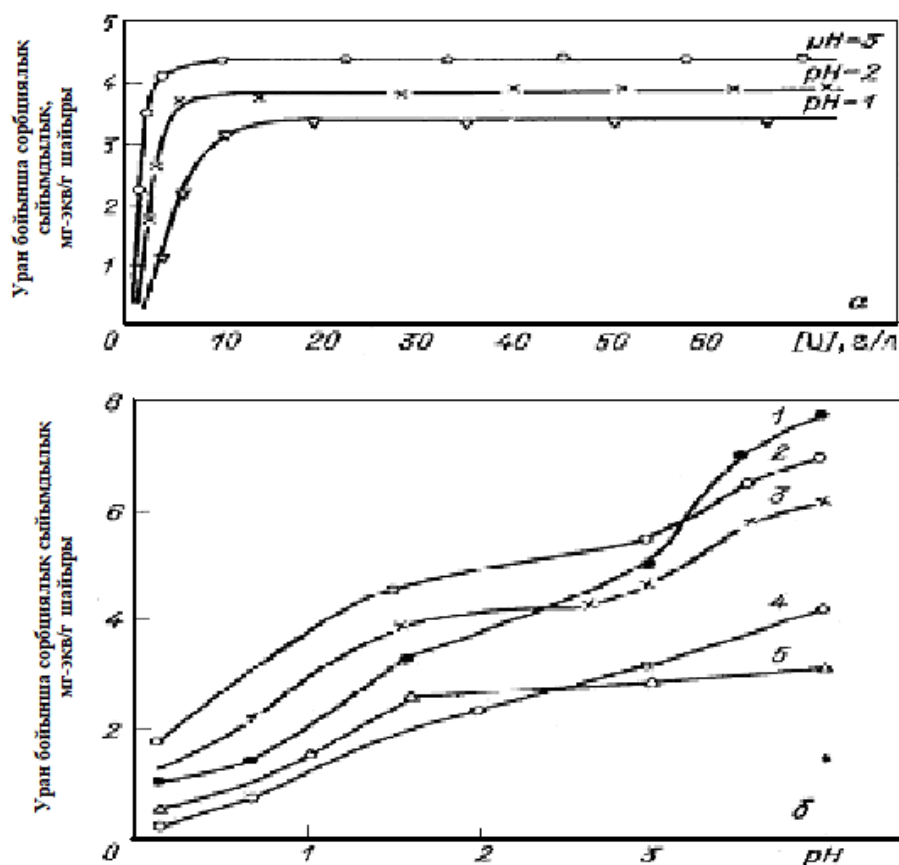 Уран бойынша сорбциялық
сыйымдылық,
мг-экв/т шайыры
5
4
3
2
1
pH=3
pH=2
pH=1
а
0 10 20 30 40 50 60 [U], г/л
Уран бойынша сорбциялық сыйымдылық
мг-экв/т шайыры
8
6
4
2
1
2
3
4
5
б
0 1 2 3 pH